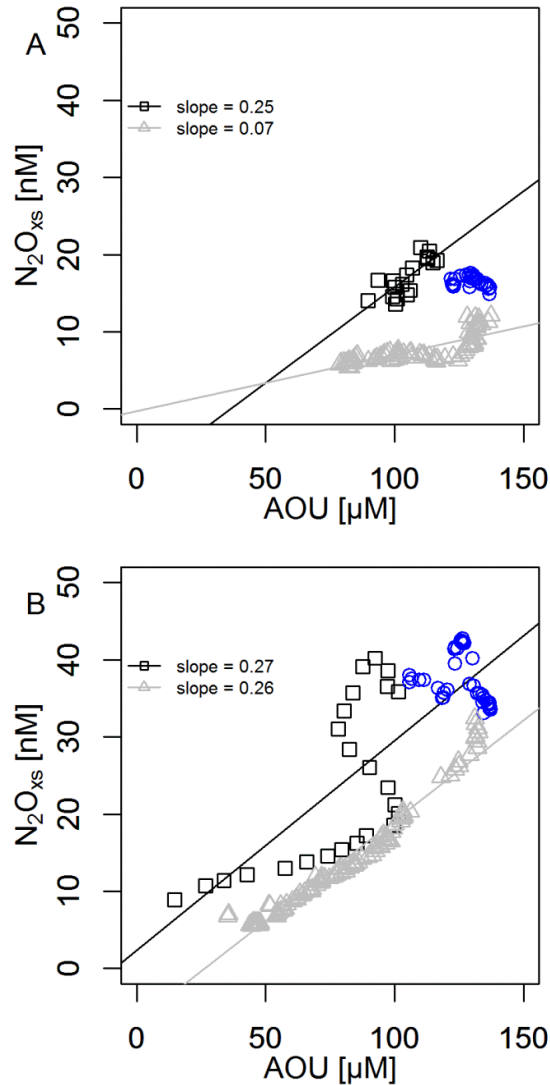 A
50
40
30
20
10
0
N₂Oxs [nM]
slope = 0.25
slope = 0.07
0 50 100 150
AOU [µM]
B
50
40
30
20
10
0
N₂Oxs [nM]
slope = 0.27
slope = 0.26
0 50 100 150
AOU [µM]